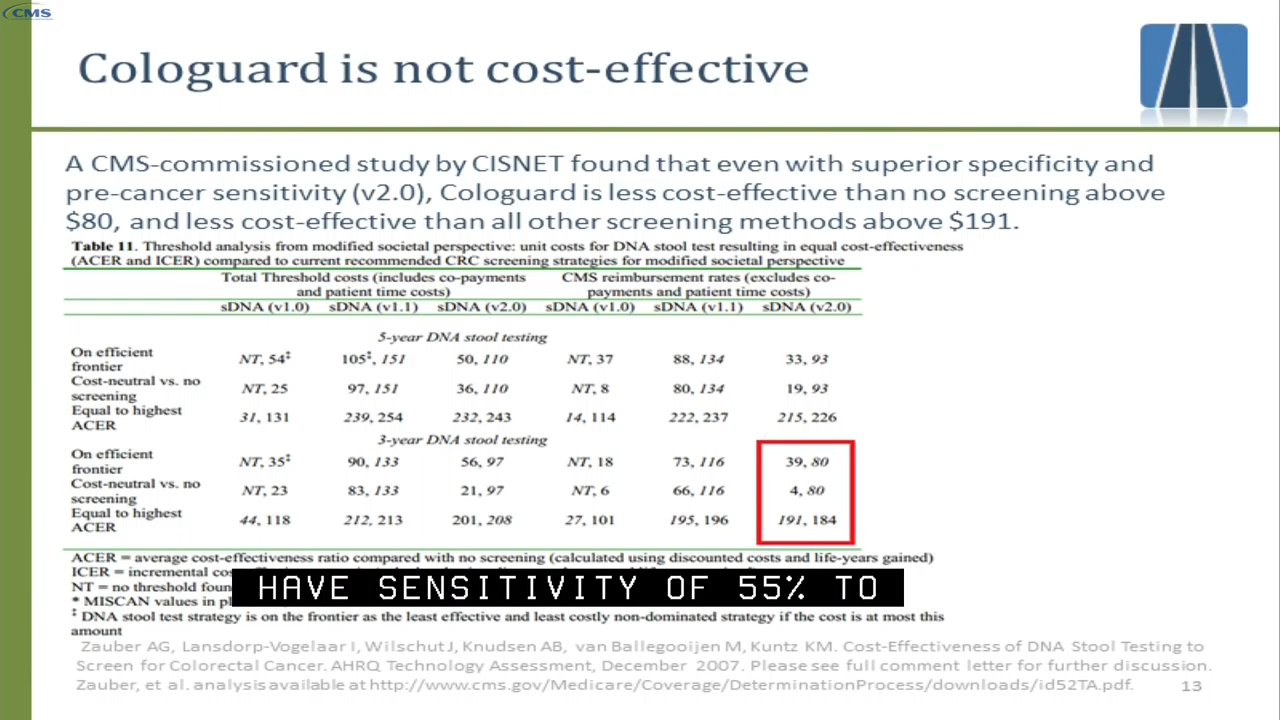 CMS
Cologuard is not cost-effective
A CMS-commissioned study by CISNET found that even with superior specificity and
pre-cancer sensitivity (v2.0), Cologuard is less cost-effective than no screening above
$80, and less cost-effective than all other screening methods above $191.
Table 11. Threshold analysis from modified societal perspective: unit costs for DNA stool test resulting in equal cost-effectiveness
(ACER and ICER) compared to current recommended CRC screening strategies for modified societal perspective
Total Threshold costs (includes co-payments CMS reimbursement rates (excludes co-
and patient time costs) payments and patient time costs)
sDNA (v1.0) sDNA (v1.1) sDNA (v2.0) sDNA (v1.0) sDNA (v1.1) sDNA (v2.0)
5-year DNA stool testing
On efficient
frontier NT, 54‡ 105‡, 151 50, 110 NT, 37 88, 134 33, 93
Cost-neutral vs. no
screening NT, 25 97, 151 36, 110 NT, 8 80, 134 19, 93
Equal to highest
ACER 31, 131 239, 254 232, 243 14, 114 222, 237 215, 226
3-year DNA stool testing
On efficient
frontier NT, 35‡ 90, 133 56, 97 NT, 18 73, 116 39, 80
Cost-neutral vs. no
screening NT, 23 83, 133 21, 97 NT, 6 66, 116 4, 80
Equal to highest
ACER 44, 118 212, 213 201, 208 27, 101 195, 196 191, 184
ACER = average cost-effectiveness ratio compared with no screening (calculated using discounted costs and life-years gained)
ICER = incremental
NT = no threshold
HAVE SENSITIVITY OF 55% TO
* MISCAN values in
‡ DNA stool test strategy is on the frontier as the least effective and least costly non-dominated strategy if the cost is at most this
amount
Zauber AG, Lansdorp-Vogelaar I, Wilschut J, Knudsen AB, van Ballegooijen M, Kuntz KM. Cost-Effectiveness of DNA Stool Testing to
Screen for Colorectal Cancer. AHRQ Technology Assessment, December 2007. Please see full comment letter for further discussion.
Zauber, et al. analysis available at http://www.cms.gov/Medicare/Coverage/DeterminationProcess/downloads/id52TA.pdf. 13